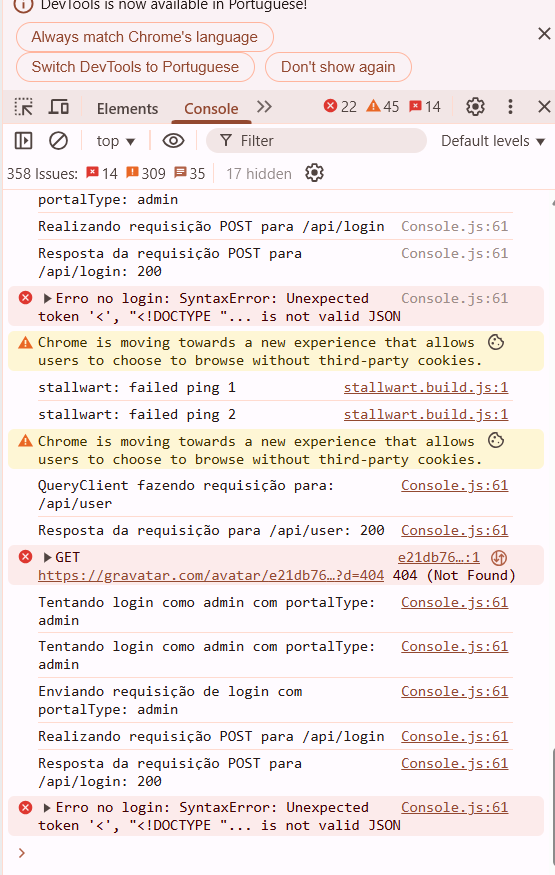 DevTools is now available in Portuguese!
Always match Chrome's language
Switch DevTools to Portuguese Don't show again
Elements Console 22 45 14
top Filter Default levels
358 Issues: 14 309 35 17 hidden
portalType: admin
Realizando requisição POST para /api/login Console.js:61
Resposta da requisição POST para Console.js:61
/api/login: 200
Erro no login: SyntaxError: Unexpected Console.js:61
token '<', "<!DOCTYPE "... is not valid JSON
Chrome is moving towards a new experience that allows
users to choose to browse without third-party cookies.
stallwart: failed ping 1 stallwart.build.js:1
stallwart: failed ping 2 stallwart.build.js:1
Chrome is moving towards a new experience that allows
users to choose to browse without third-party cookies.
QueryClient fazendo requisição para: Console.js:61
/api/user
Resposta da requisição para /api/user: 200 Console.js:61
GET e21db76…:1
https://gravatar.com/avatar/e21db76…?d=404 404 (Not Found)
Tentando login como admin com portalType: Console.js:61
admin
Tentando login como admin com portalType: Console.js:61
admin
Enviando requisição de login com Console.js:61
portalType: admin
Realizando requisição POST para /api/login Console.js:61
Resposta da requisição POST para Console.js:61
/api/login: 200
Erro no login: SyntaxError: Unexpected Console.js:61
token '<', "<!DOCTYPE "... is not valid JSON